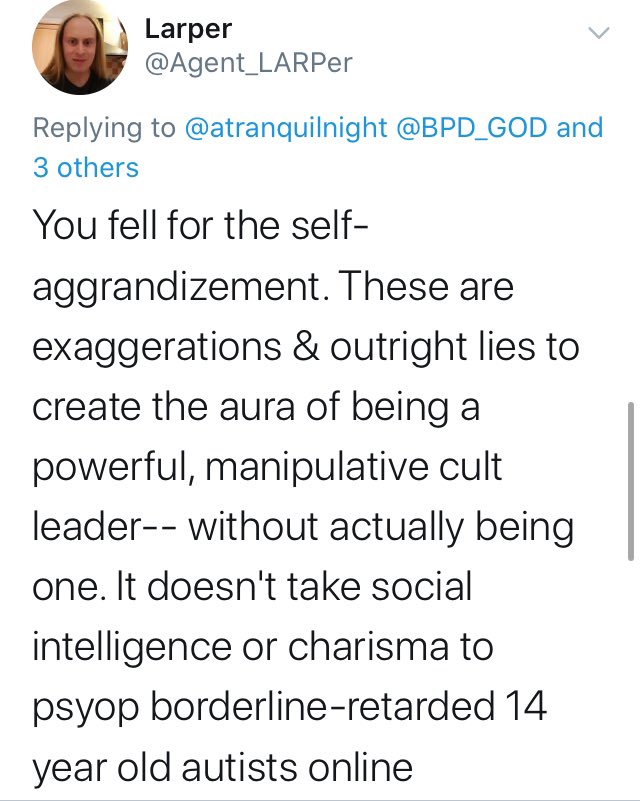 Larper
@Agent_LARPer
Replying to @atranquilnight @BPD_GOD and
3 others
You fell for the self-
aggrandizement. These are
exaggerations & outright lies to
create the aura of being a
powerful, manipulative cult
leader-- without actually being
one. It doesn't take social
intelligence or charisma to
psyop borderline-retarded 14
year old autists online